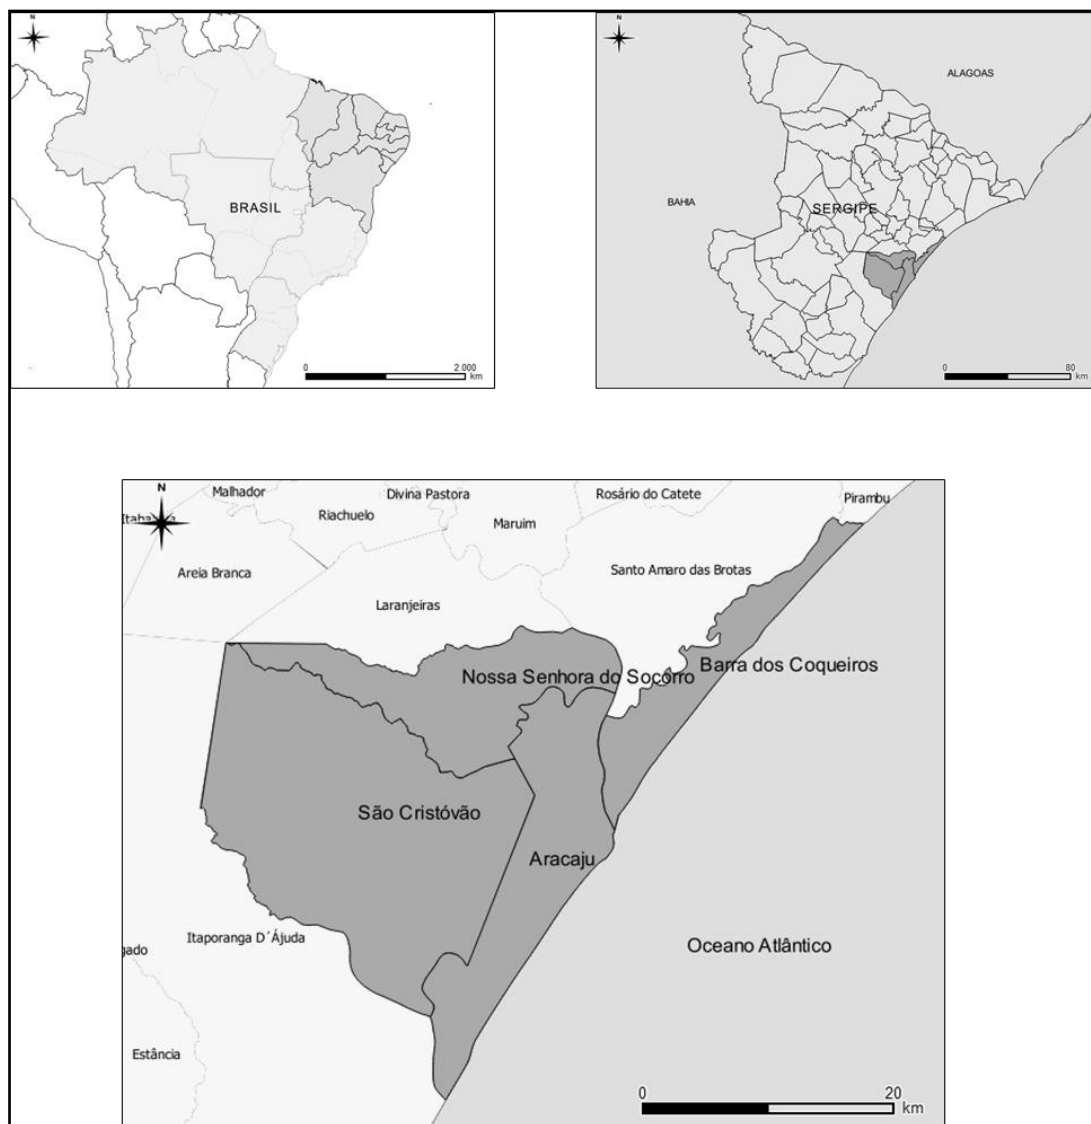 N
BRASIL
0 2.000
km
N
ALAGOAS
BAHIA
SERGIPE
0 80
km
N
Malhador
Divina Pastora
Rosário do Catete
Pirambu
Riachuelo
Maruim
Areia Branca
Santo Amaro das Brotas
Laranjeiras
Nossa Senhora do Socorro
Barra dos Coqueiros
São Cristóvão
Aracaju
Itaporanga D´Ájuda
gado
Oceano Atlântico
Estância
0 20
km